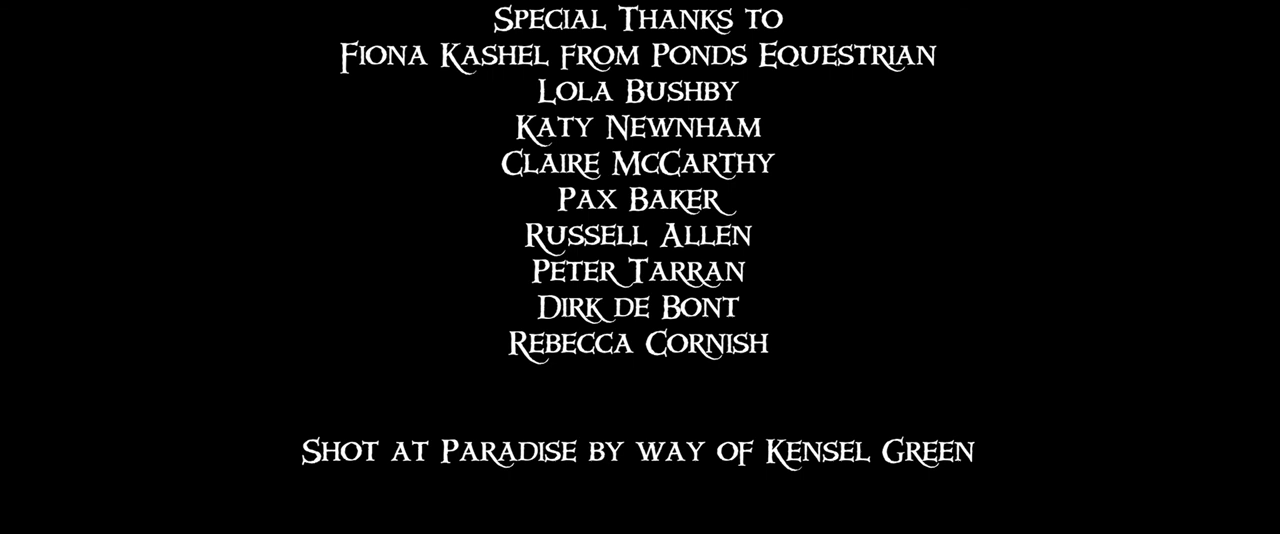 Special Thanks to
Fiona Kashel from Ponds Equestrian
Lola Bushby
Katy Newnham
Claire McCarthy
Pax Baker
Russell Allen
Peter Tarran
Dirk de Bont
Rebecca Cornish
Shot at Paradise by way of Kensel Green